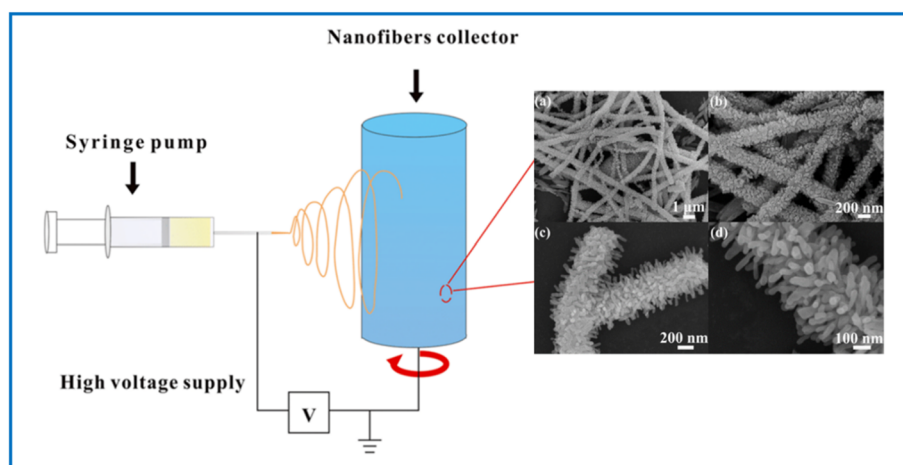 Nanofibers collector
Syringe pump
High voltage supply
V
(a)
1 μm
(b)
200 nm
(c)
200 nm
(d)
100 nm